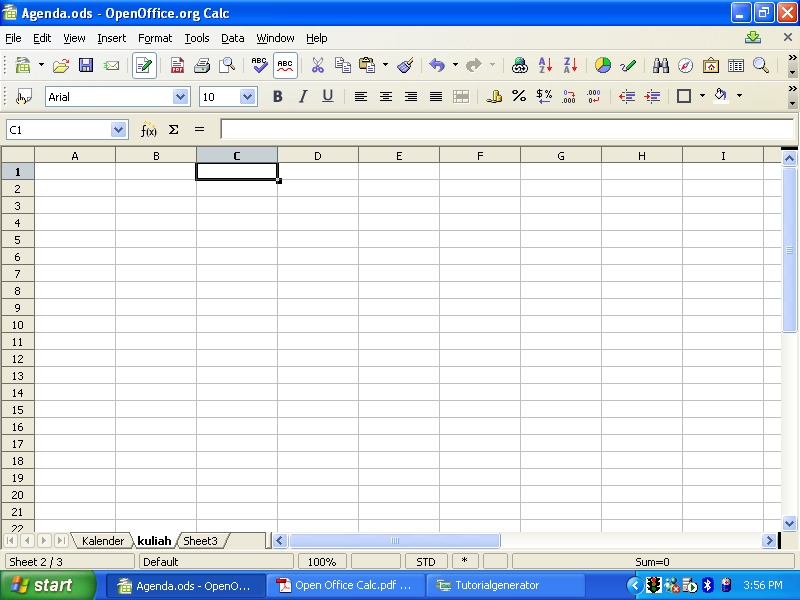 Agenda.ods - OpenOffice.org Calc
File Edit View Insert Format Tools Data Window Help
ABC ABC
Arial 10 B I U
C1 f(x) Σ =
A B C D E F G H I
1
2
3
4
5
6
7
8
9
10
11
12
13
14
15
16
17
18
19
20
21
22
Kalender kuliah Sheet3
Sheet 2 / 3 Default 100% STD * Sum=0
start Agenda.ods - OpenO... Open Office Calc.pdf ... Tutorialgenerator 3:56 PM